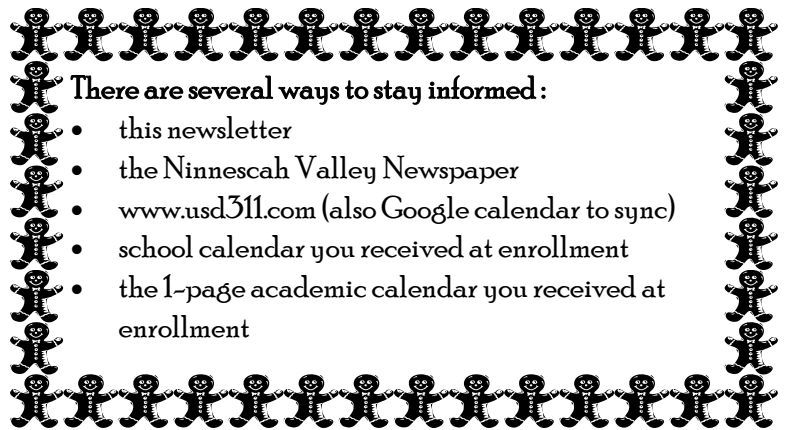 There are several ways to stay informed:
• this newsletter
• the Ninnescah Valley Newspaper
• www.usd311.com (also Google calendar to sync)
• school calendar you received at enrollment
• the 1-page academic calendar you received at
enrollment